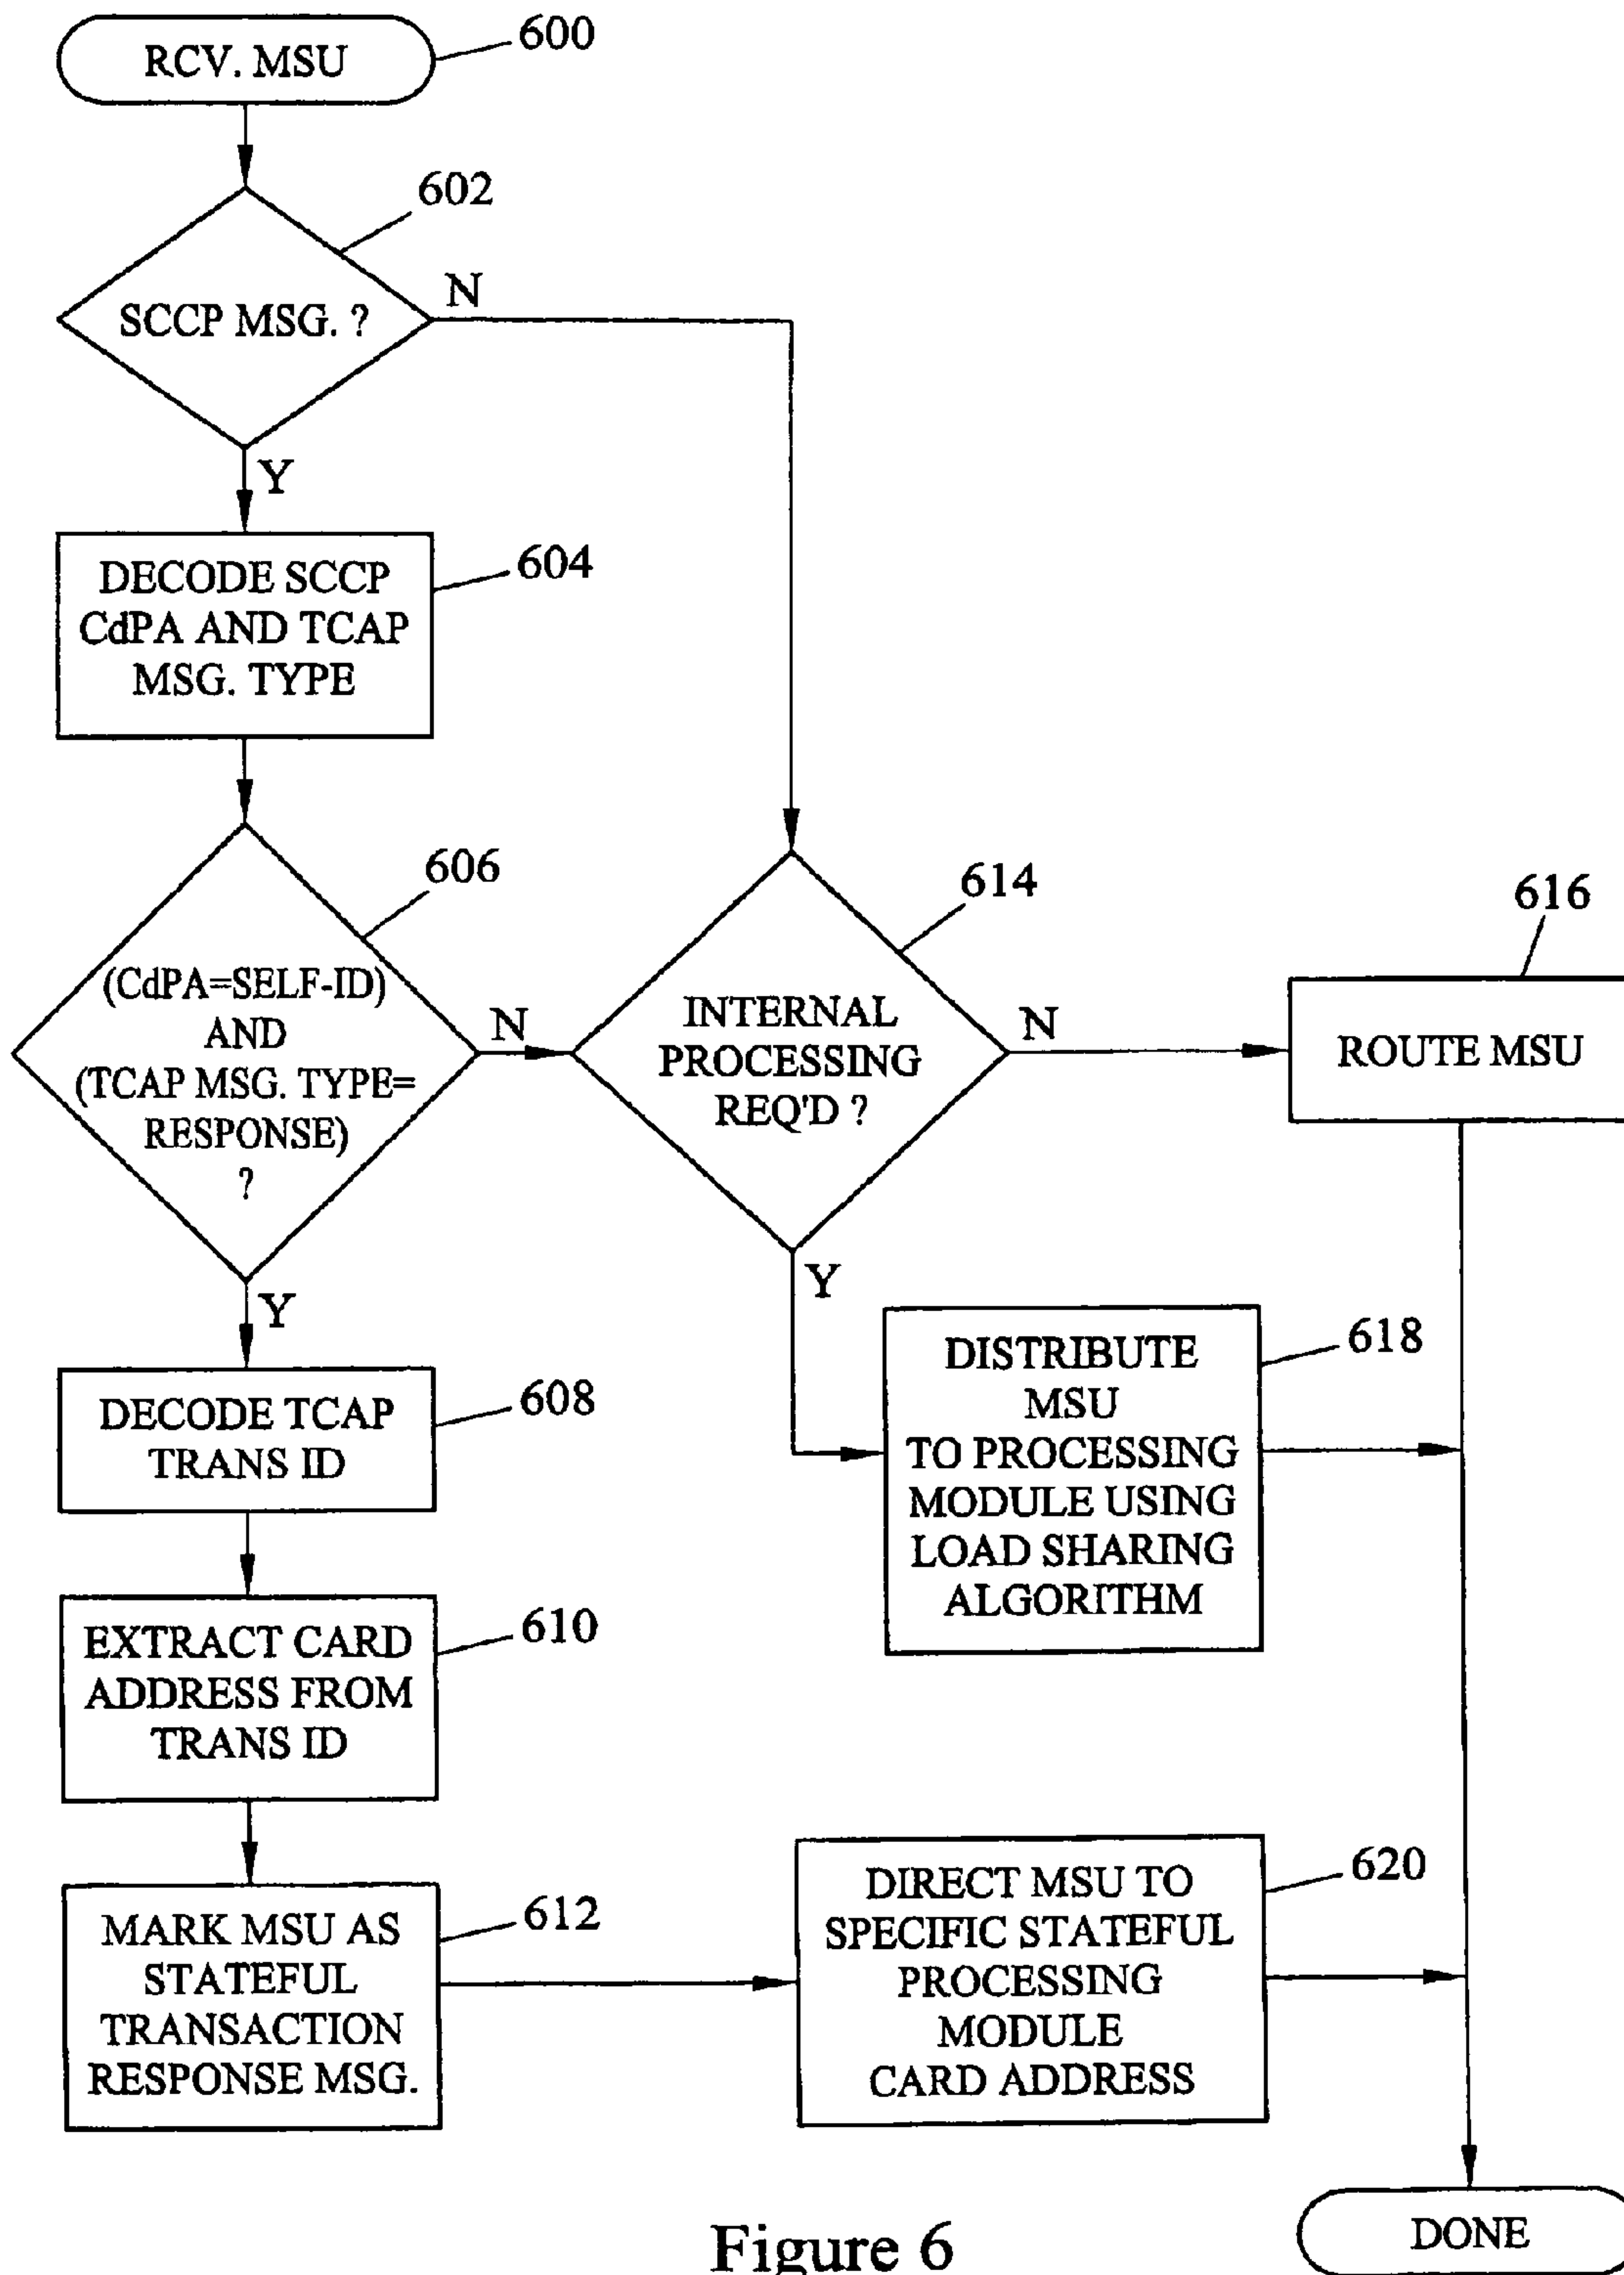 RCV. MSU
600
602
SCCP MSG. ?
N
Y
DECODE SCCP
CdPA AND TCAP
MSG. TYPE
604
606
(CdPA=SELF-ID)
AND
(TCAP MSG. TYPE=
RESPONSE)
?
N
Y
614
INTERNAL
PROCESSING
REQ'D ?
N
Y
616
ROUTE MSU
DECODE TCAP
TRANS ID
608
DISTRIBUTE
MSU
TO PROCESSING
MODULE USING
LOAD SHARING
ALGORITHM
618
EXTRACT CARD
ADDRESS FROM
TRANS ID
610
MARK MSU AS
STATEFUL
TRANSACTION
RESPONSE MSG.
612
DIRECT MSU TO
SPECIFIC STATEFUL
PROCESSING
MODULE
CARD ADDRESS
620
DONE
Figure 6